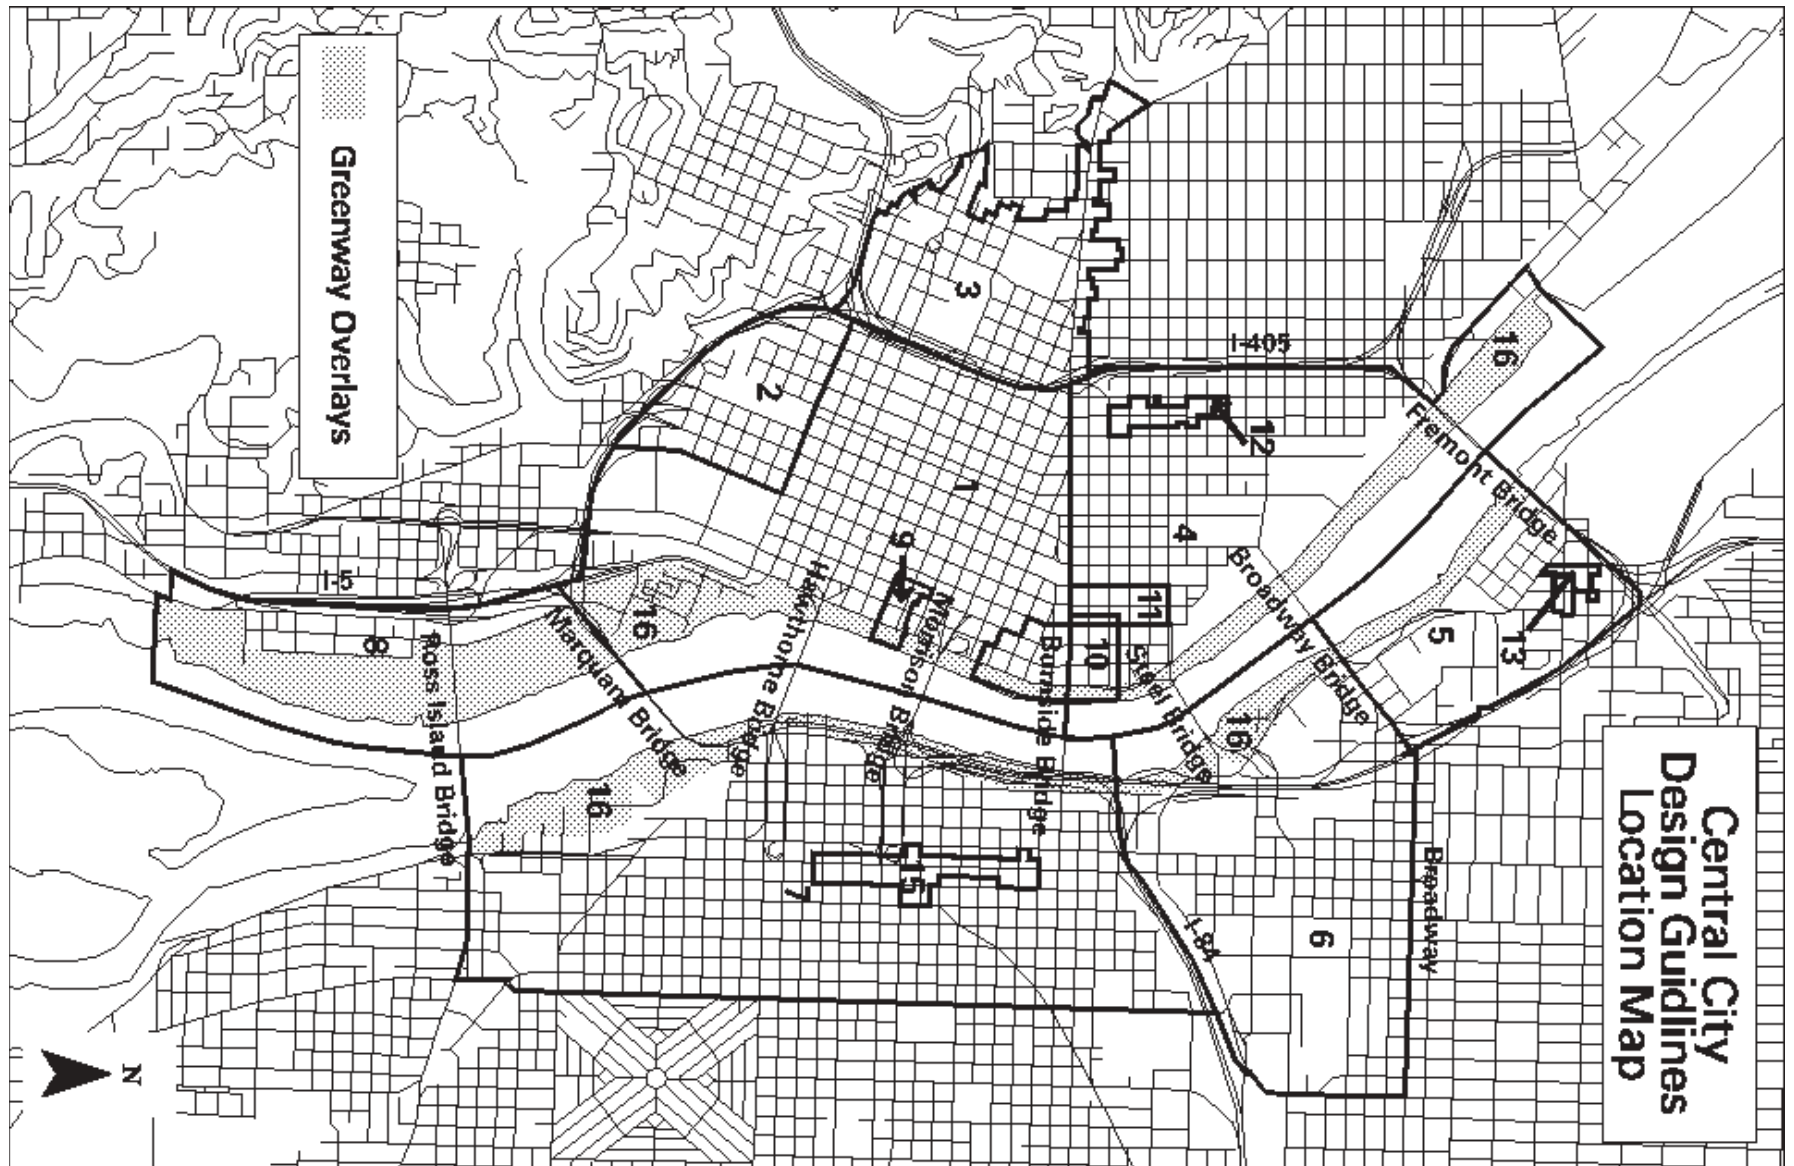 Central City
Design Guidlines
Location Map
16
Fremont Bridge
13
5
Broadway
6
Broadway Bridge
I-405
12
4
16
I-84
Steel Bridge
11
10
Burnside Bridge
3
1
15
9
Morrison Bridge
Hawthorne Bridge
7
2
16
Marquam Bridge
16
Ross Island Bridge
8
I-5
Greenway Overlays
N